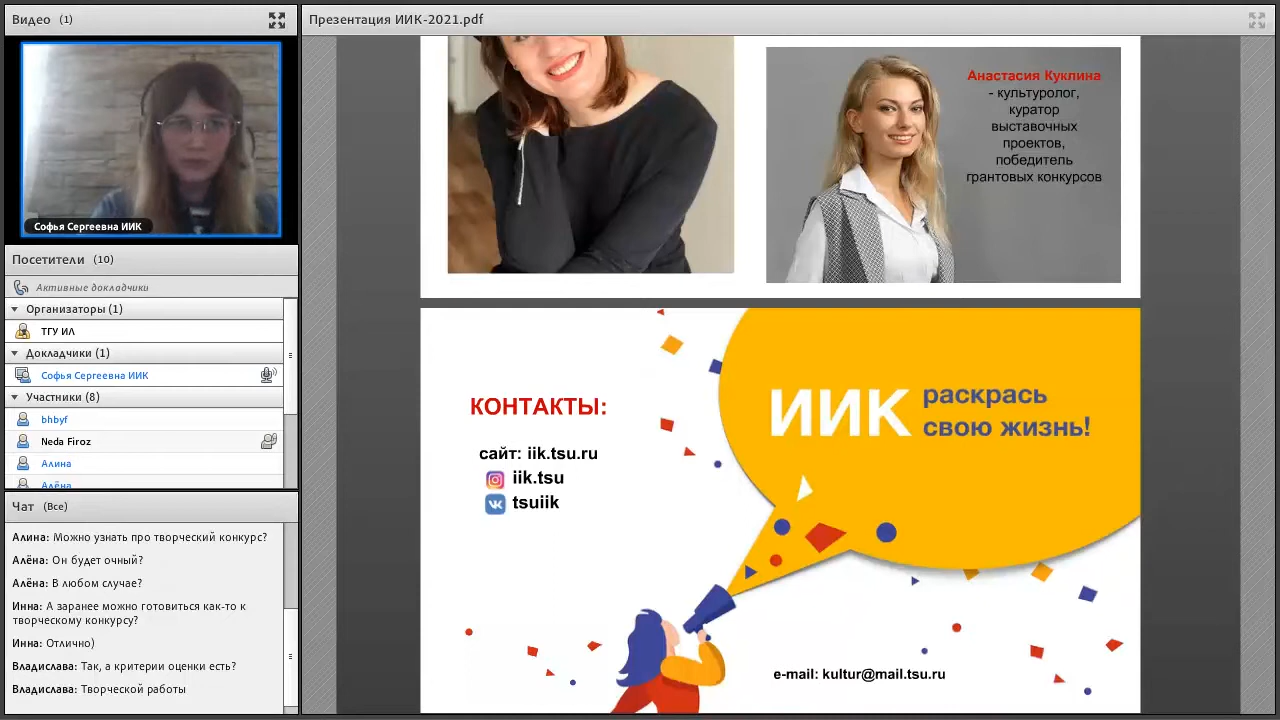 Видео (1)
Софья Сергеевна ИИК
Посетители (10)
Активные докладчики
Организаторы (1)
ТГУ ИЛ
Докладчики (1)
Софья Сергеевна ИИК
Участники (8)
bhbyf
Neda Firoz
Алина
Алёна
Чат (Все)
Алина: Можно узнать про творческий конкурс?
Алёна: Он будет очный?
Алёна: В любом случае?
Инна: А заранее можно готовиться как-то к
творческому конкурсу?
Инна: Отлично)
Владислава: Так, а критерии оценки есть?
Владислава: Творческой работы
Презентация ИИК-2021.pdf
Анастасия Куклина
- культуролог,
куратор
выставочных
проектов,
победитель
грантовых конкурсов
КОНТАКТЫ:
сайт: iik.tsu.ru
iik.tsu
tsuiik
ИИК раскрась
свою жизнь!
e-mail: kultur@mail.tsu.ru